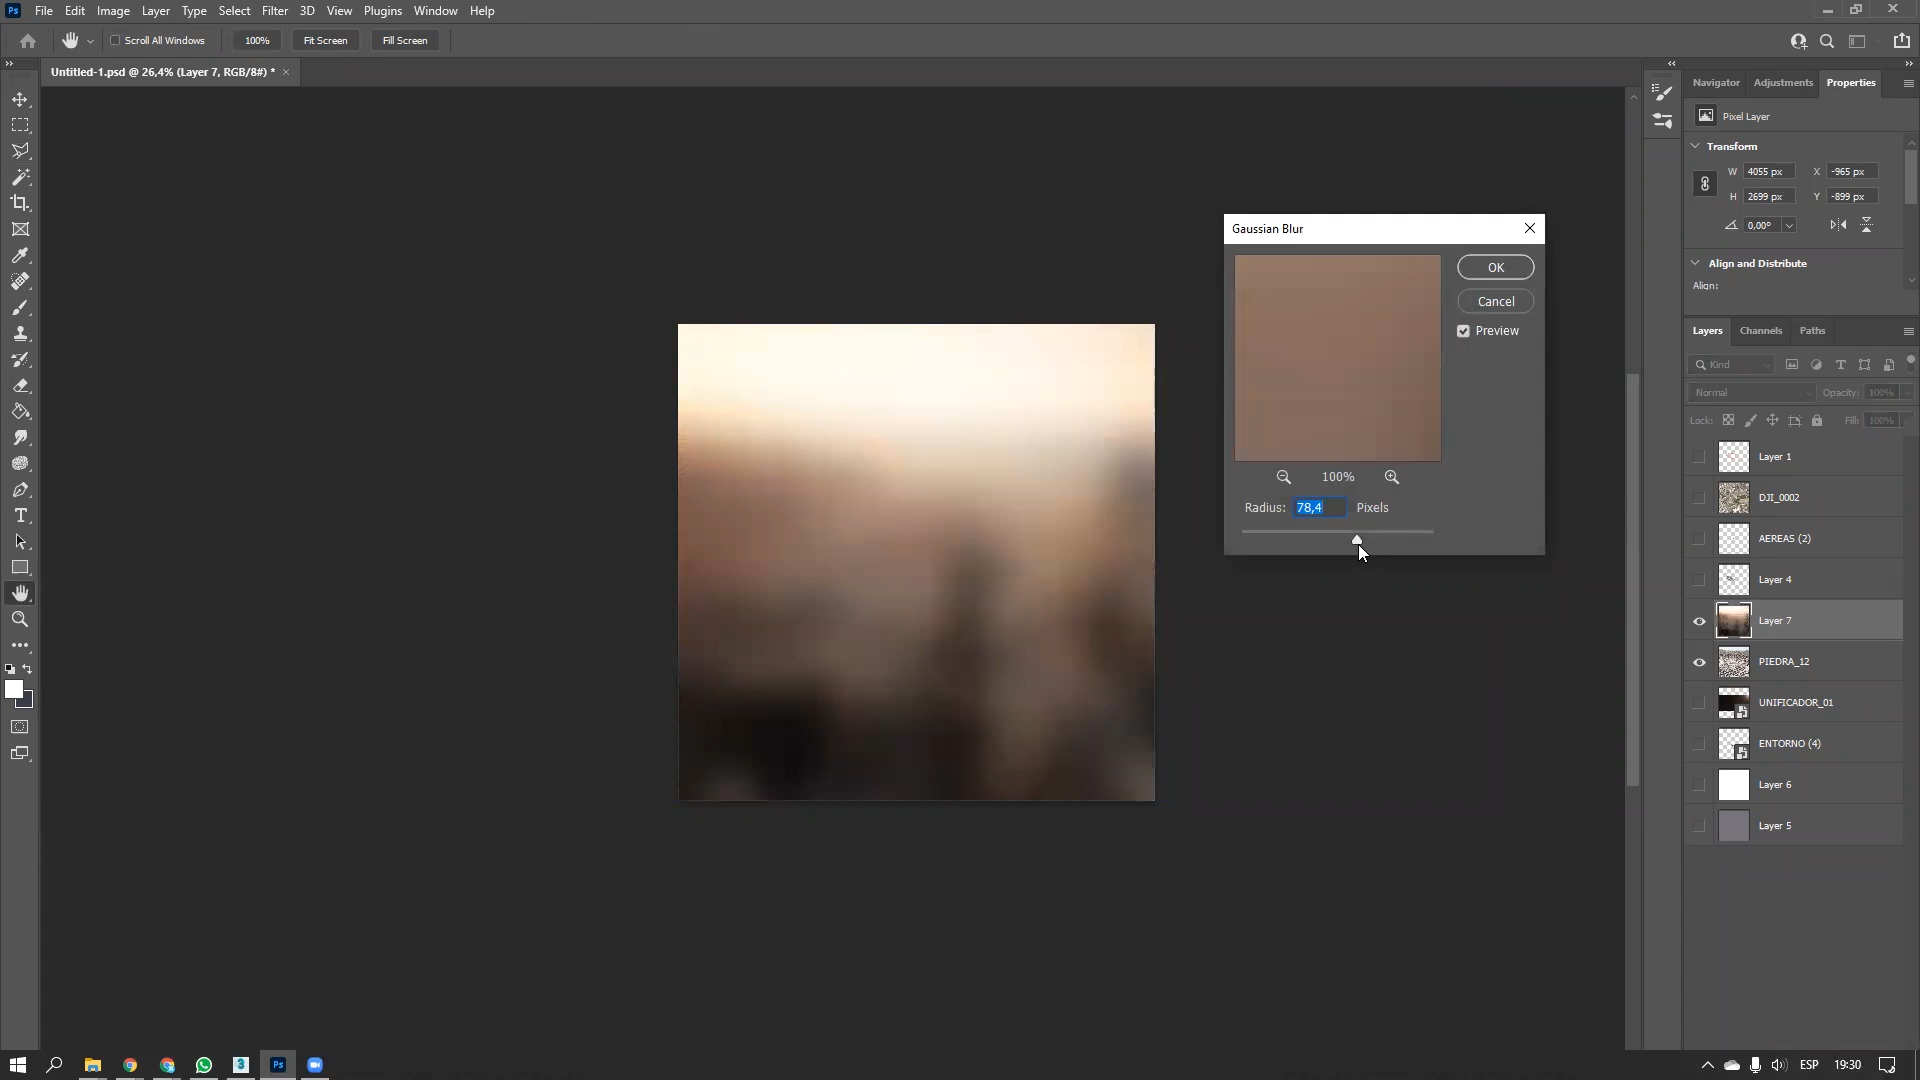 Ps File Edit Image Layer Type Select Filter 3D View Plugins Window Help
Scroll All Windows 100% Fit Screen Fill Screen
Untitled-1.psd @ 26,4% (Layer 7, RGB/8#) * ×
Navigator Adjustments Properties
Pixel Layer
Transform
W 4055 px X -965 px
H 2699 px Y -899 px
0,00°
Align and Distribute
Align:
Gaussian Blur
OK
Cancel
Preview
100%
Radius: 78,4 Pixels
Layers Channels Paths
Kind
Normal Opacity: 100%
Lock: Fill: 100%
Layer 1
DJI_0002
AEREAS (2)
Layer 4
Layer 7
PIEDRA_12
UNIFICADOR_01
ENTORNO (4)
Layer 6
Layer 5
3 Ps ESP 19:30